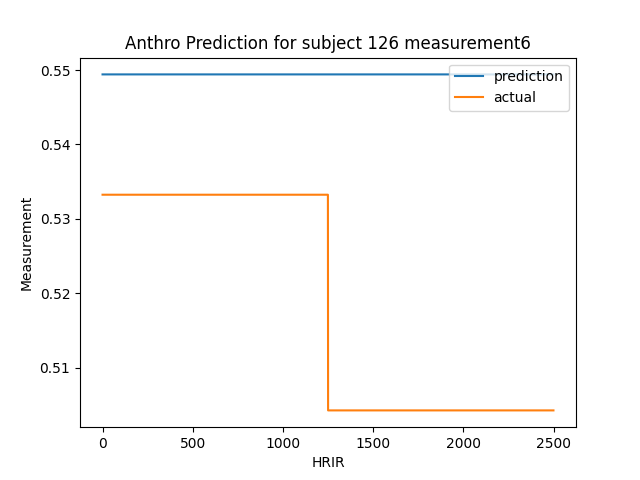 Anthro Prediction for subject 126 measurement6
prediction
actual
Measurement
0.55
0.54
0.53
0.52
0.51
0
500
1000
1500
2000
2500
HRIR